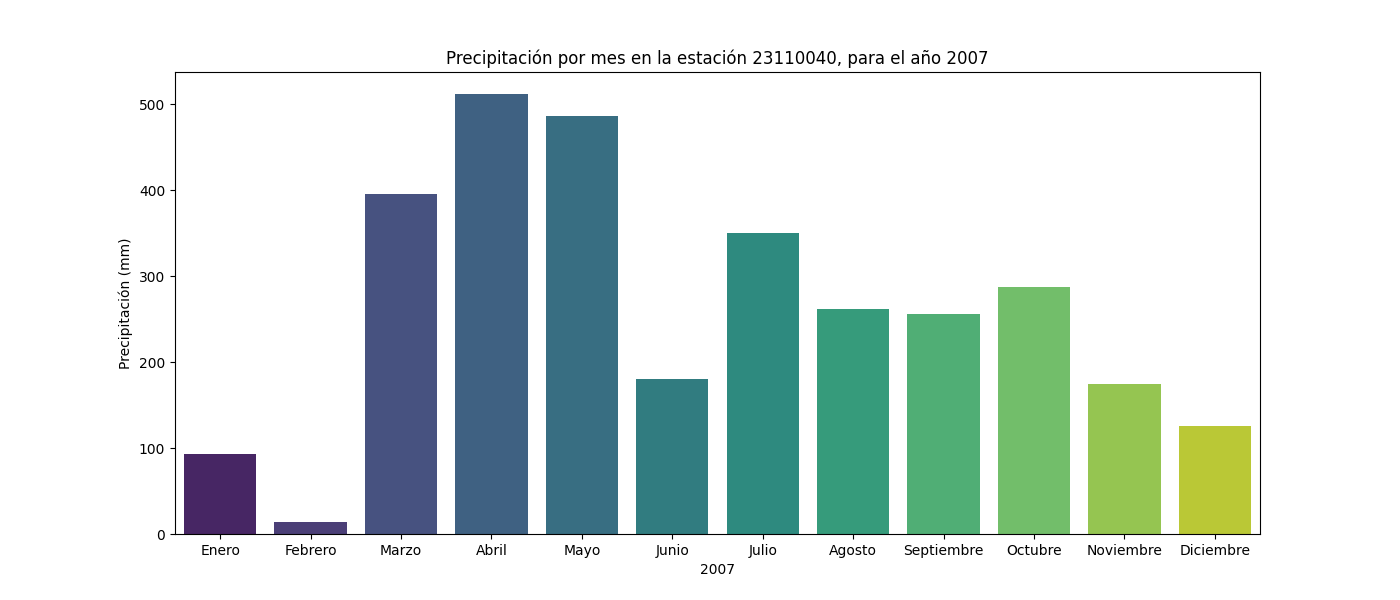 Precipitación por mes en la estación 23110040, para el año 2007
Precipitación (mm)
500
400
300
200
100
0
Enero Febrero Marzo Abril Mayo Junio Julio Agosto Septiembre Octubre Noviembre Diciembre
2007